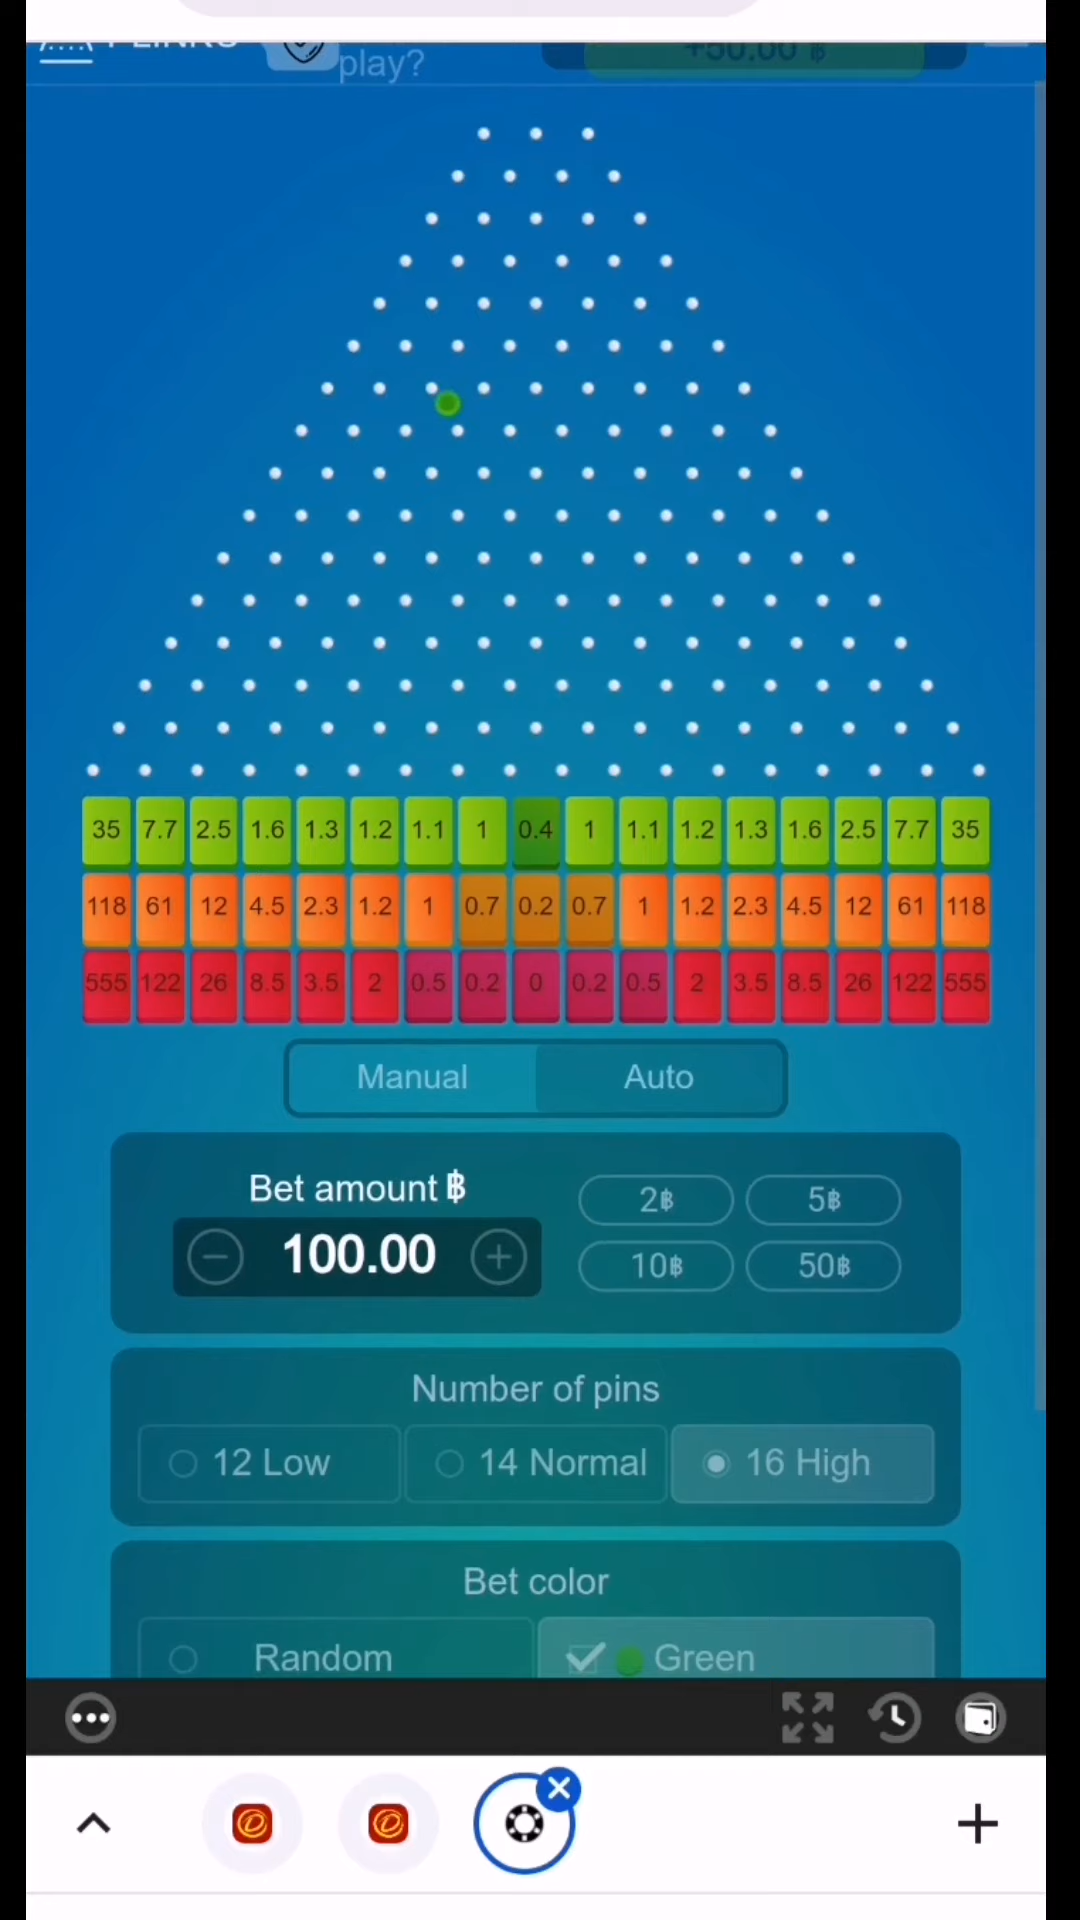 PLINKO
play?
+50.00 ฿
35 7.7 2.5 1.6 1.3 1.2 1.1 1 0.4 1 1.1 1.2 1.3 1.6 2.5 7.7 35
118 61 12 4.5 2.3 1.2 1 0.7 0.2 0.7 1 1.2 2.3 4.5 12 61 118
555 122 26 8.5 3.5 2 0.5 0.2 0 0.2 0.5 2 3.5 8.5 26 122 555
Manual Auto
Bet amount ฿
2฿ 5฿
− 100.00 +
10฿ 50฿
Number of pins
12 Low 14 Normal 16 High
Bet color
Random Green